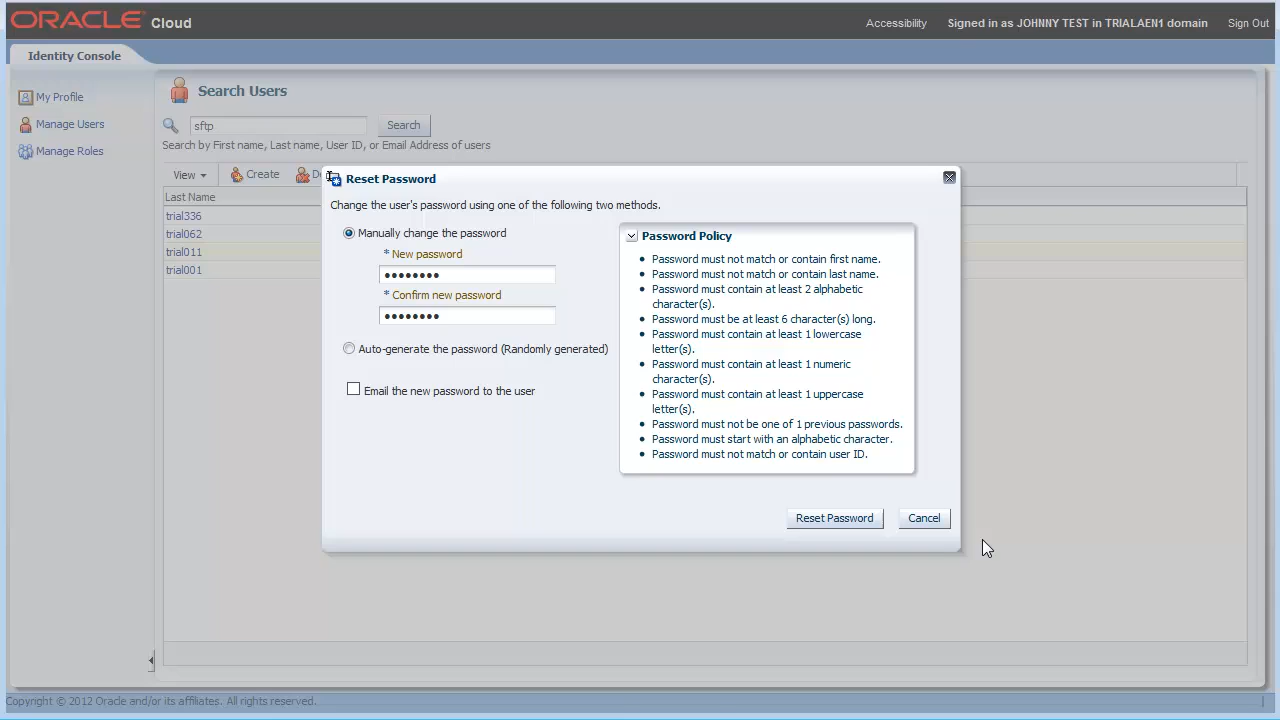 ORACLE Cloud
Accessibility Signed in as JOHNNY TEST in TRIALAEN1 domain Sign Out
Identity Console
My Profile
Manage Users
Manage Roles
Search Users
sftp Search
Search by First name, Last name, User ID, or Email Address of users
View Create
Last Name
trial336
trial062
trial011
trial001
Reset Password
Change the user's password using one of the following two methods.
Manually change the password
* New password
••••••••
* Confirm new password
••••••••
Auto-generate the password (Randomly generated)
Email the new password to the user
Password Policy
• Password must not match or contain first name.
• Password must not match or contain last name.
• Password must contain at least 2 alphabetic
character(s).
• Password must be at least 6 character(s) long.
• Password must contain at least 1 lowercase
letter(s).
• Password must contain at least 1 numeric
character(s).
• Password must contain at least 1 uppercase
letter(s).
• Password must not be one of 1 previous passwords.
• Password must start with an alphabetic character.
• Password must not match or contain user ID.
Reset Password Cancel
Copyright © 2012 Oracle and/or its affiliates. All rights reserved.